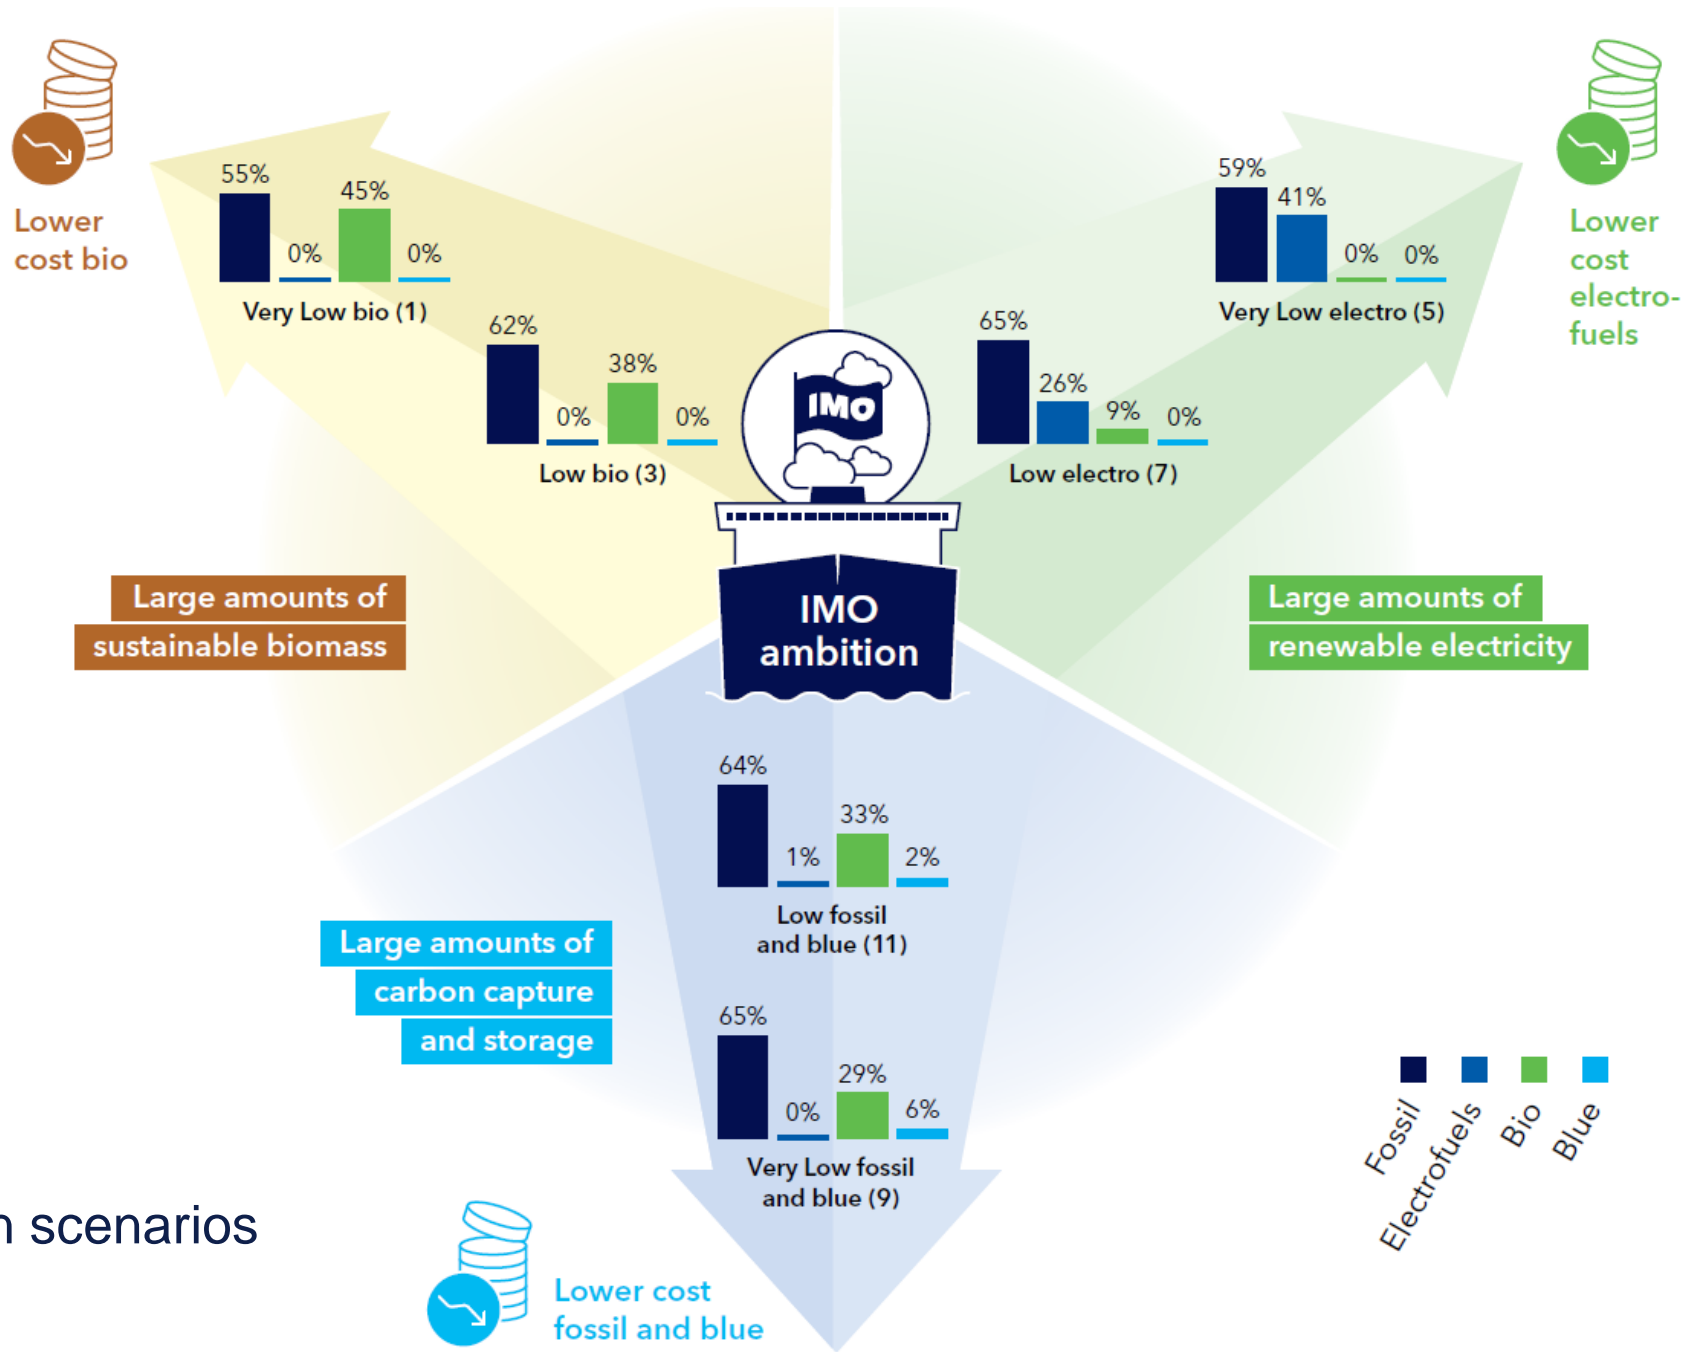 Lower
cost bio
55%
0%
45%
0%
Very Low bio (1)
62%
0%
38%
0%
Low bio (3)
Large amounts of
sustainable biomass
IMO
IMO
ambition
65%
26%
9%
0%
Low electro (7)
59%
41%
0%
0%
Very Low electro (5)
Lower
cost
electro-
fuels
Large amounts of
renewable electricity
64%
1%
33%
2%
Low fossil
and blue (11)
Large amounts of
carbon capture
and storage
65%
0%
29%
6%
Very Low fossil
and blue (9)
Lower cost
fossil and blue
scenarios
Fossil
Electrofuels
Bio
Blue